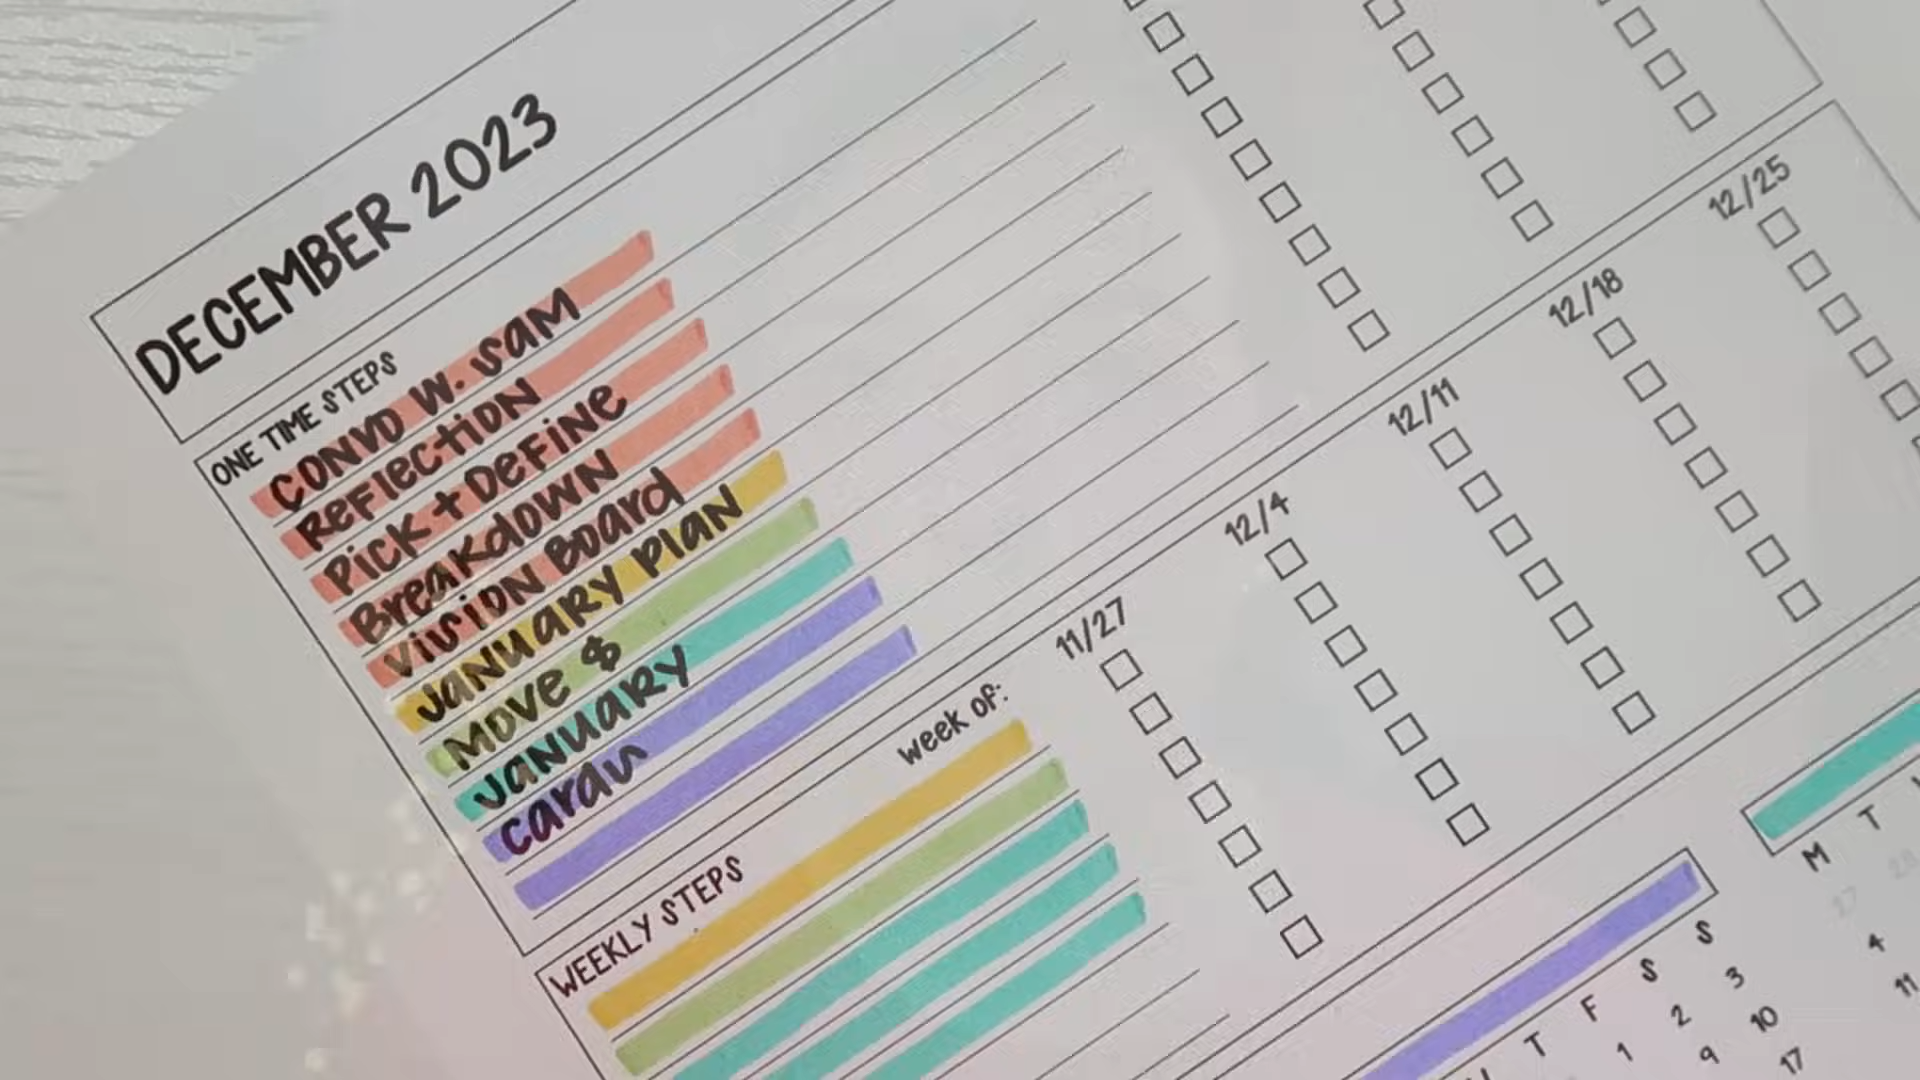 DECEMBER 2023
ONE TIME STEPS
CONVO W. SAM
REFLECTION
PICK + DEFINE
BREAKDOWN
VISION BOARD
JANUARY PLAN
MOVE $
JANUARY
WEEKLY STEPS
week of:
11/27
12/4
12/11
12/18
12/25
T F S S
1 2 3
9 10
17
M T
27 28
4
11